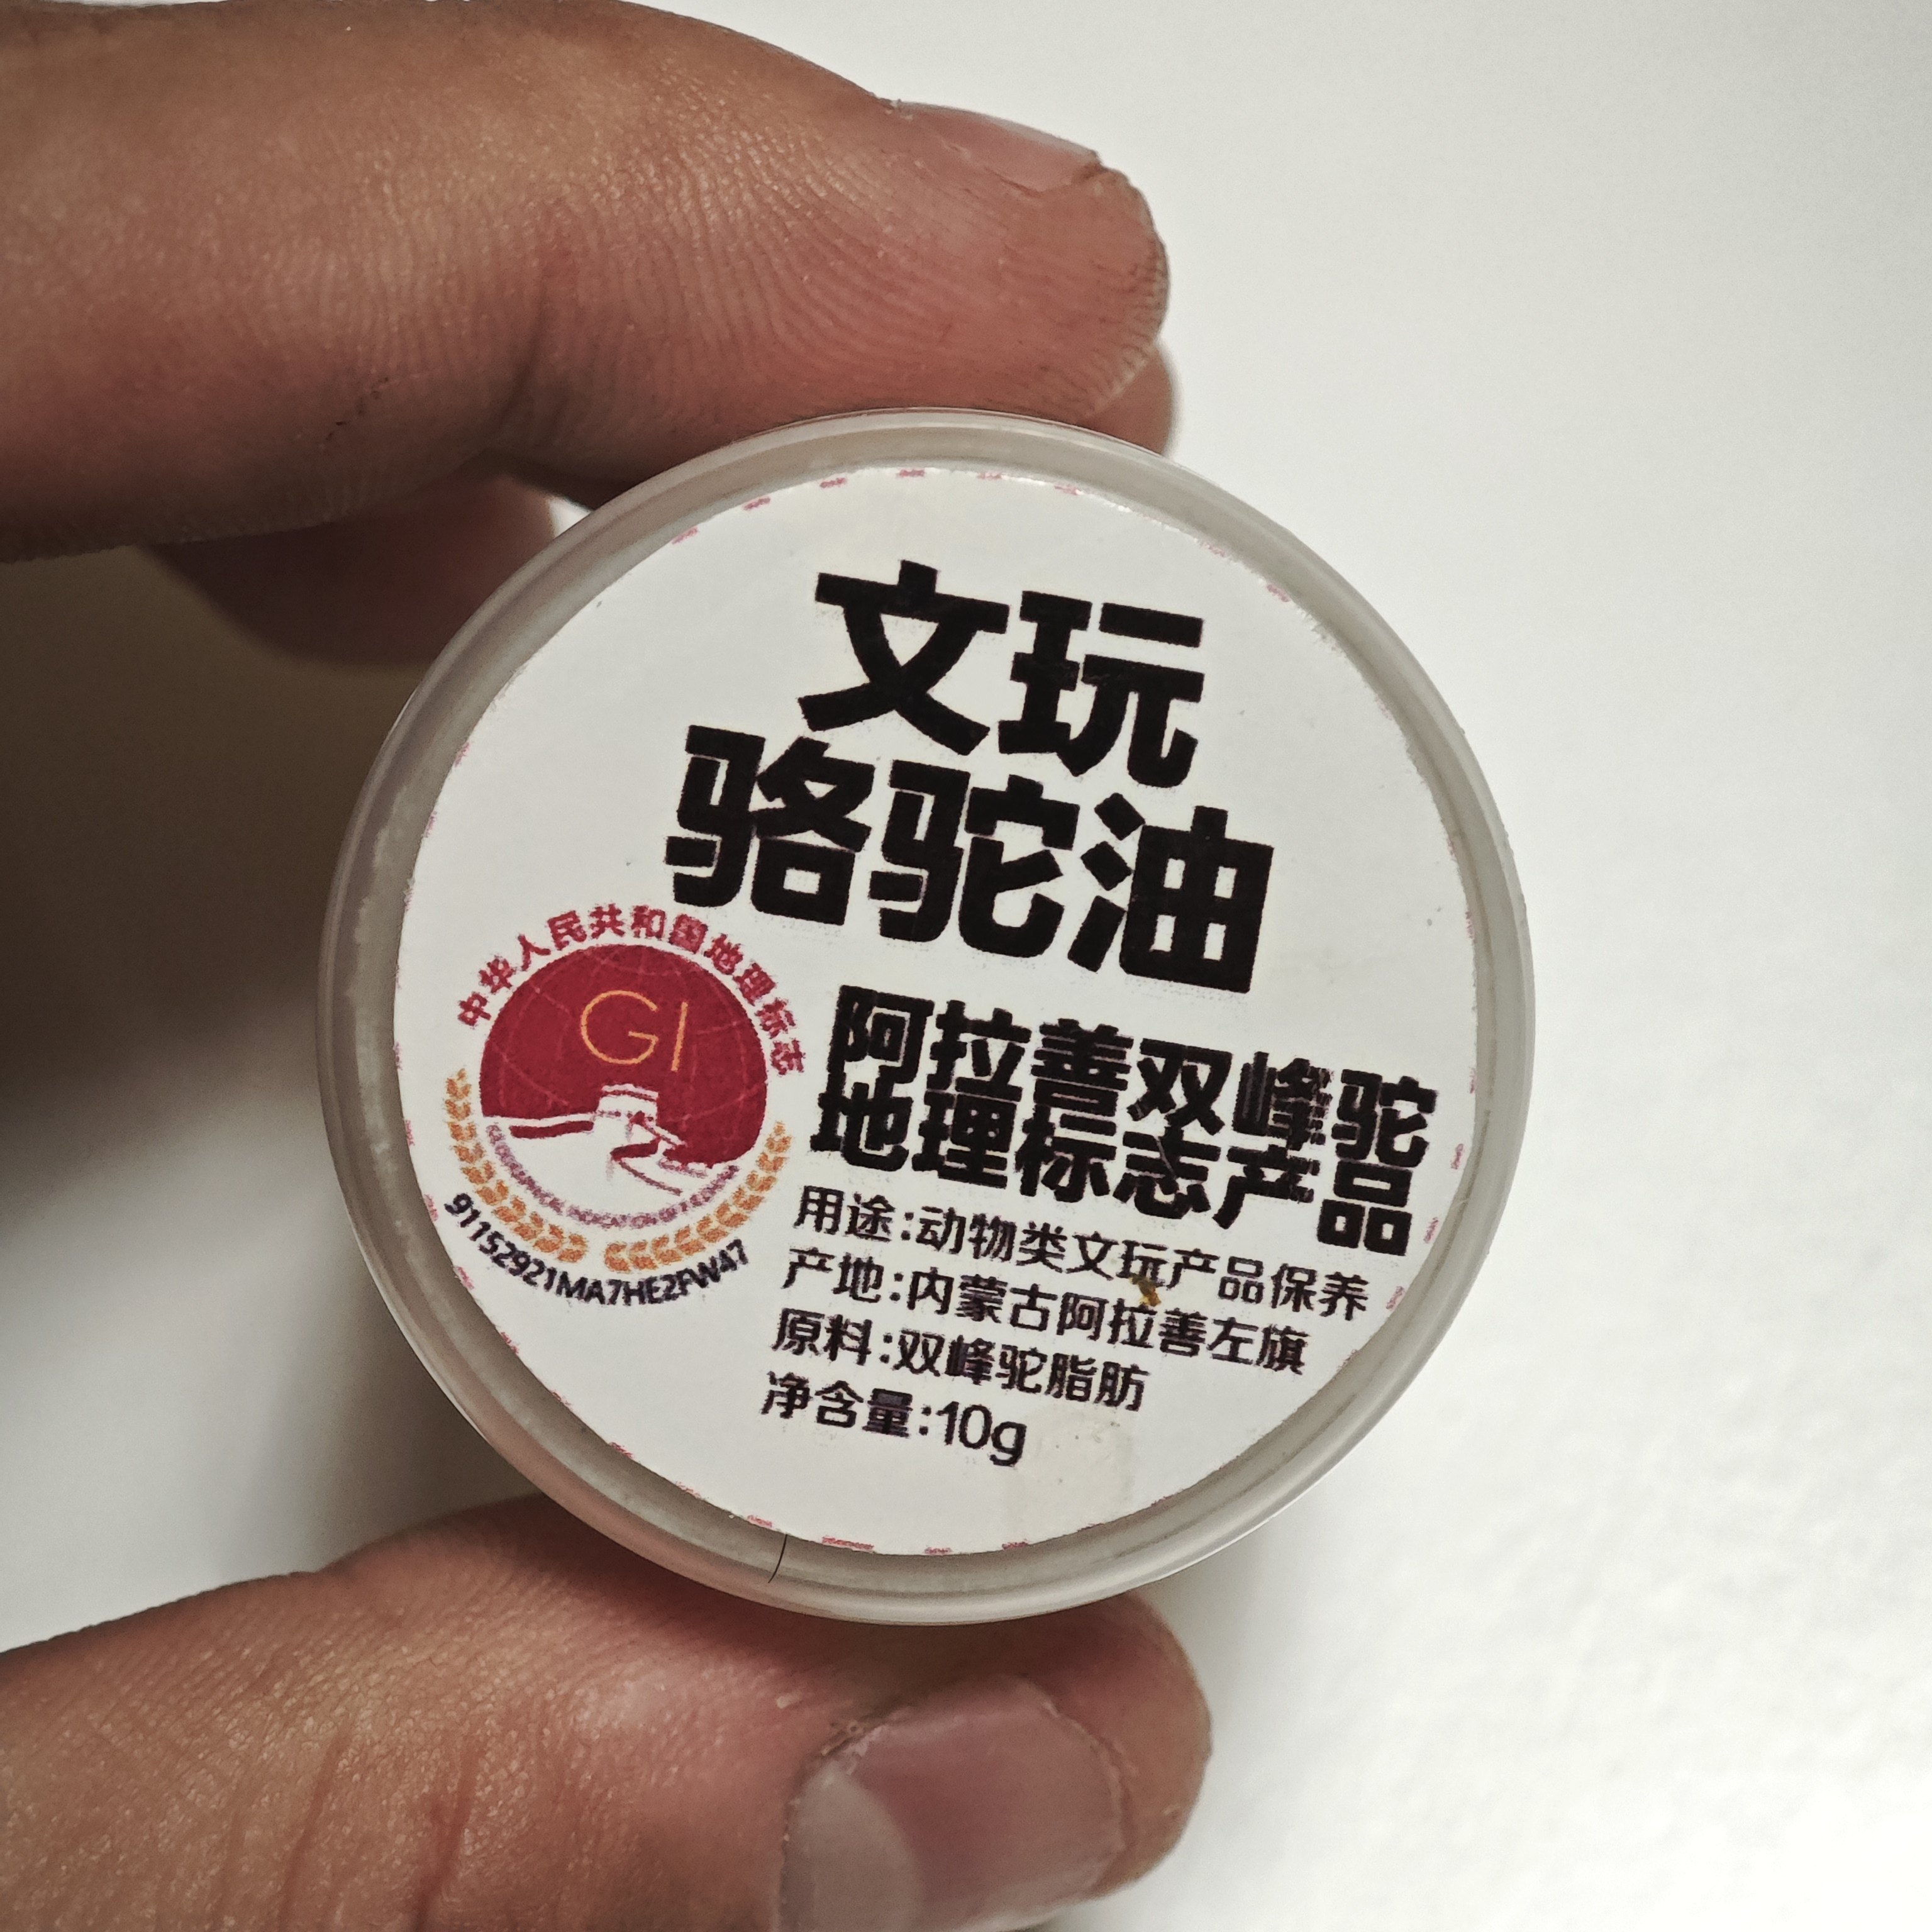 文玩
骆驼油
中华人民共和国地理标志
GI
91152921MA7HE2FW47
阿拉善双峰驼
地理标志产品
用途:动物类文玩产品保养
产地:内蒙古阿拉善左旗
原料:双峰驼脂肪
净含量:10g